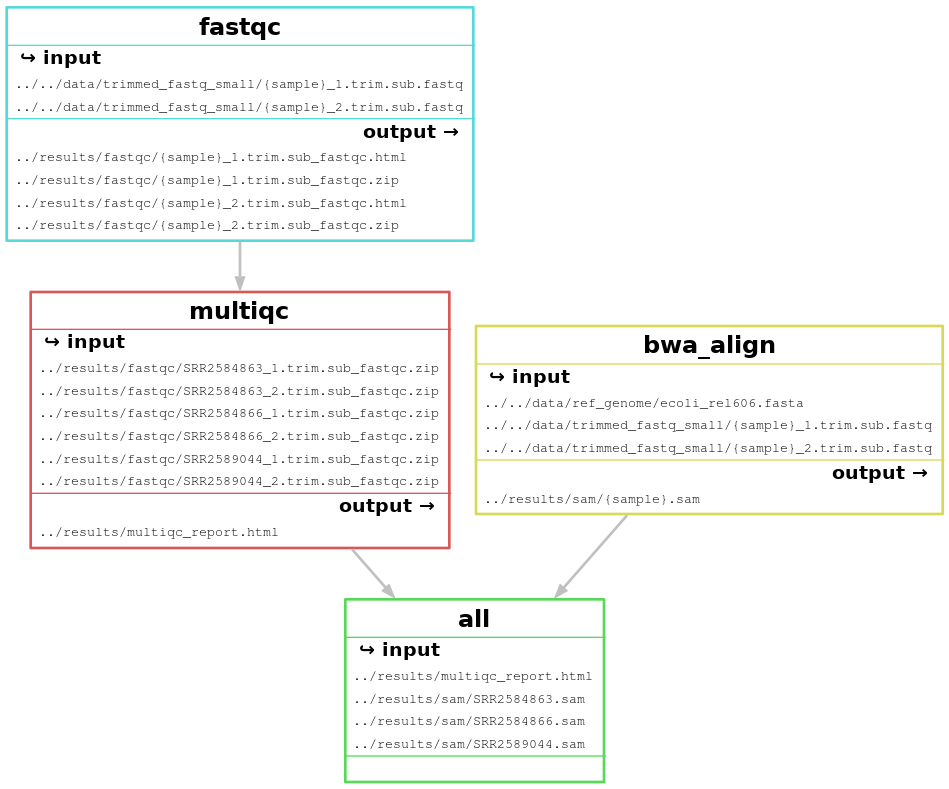 fastqc
↪ input
../../data/trimmed_fastq_small/{sample}_1.trim.sub.fastq
../../data/trimmed_fastq_small/{sample}_2.trim.sub.fastq
output →
../results/fastqc/{sample}_1.trim.sub_fastqc.html
../results/fastqc/{sample}_1.trim.sub_fastqc.zip
../results/fastqc/{sample}_2.trim.sub_fastqc.html
../results/fastqc/{sample}_2.trim.sub_fastqc.zip
multiqc
↪ input
../results/fastqc/SRR2584863_1.trim.sub_fastqc.zip
../results/fastqc/SRR2584863_2.trim.sub_fastqc.zip
../results/fastqc/SRR2584866_1.trim.sub_fastqc.zip
../results/fastqc/SRR2584866_2.trim.sub_fastqc.zip
../results/fastqc/SRR2589044_1.trim.sub_fastqc.zip
../results/fastqc/SRR2589044_2.trim.sub_fastqc.zip
output →
../results/multiqc_report.html
bwa_align
↪ input
../../data/ref_genome/ecoli_rel606.fasta
../../data/trimmed_fastq_small/{sample}_1.trim.sub.fastq
../../data/trimmed_fastq_small/{sample}_2.trim.sub.fastq
output →
../results/sam/{sample}.sam
all
↪ input
../results/multiqc_report.html
../results/sam/SRR2584863.sam
../results/sam/SRR2584866.sam
../results/sam/SRR2589044.sam